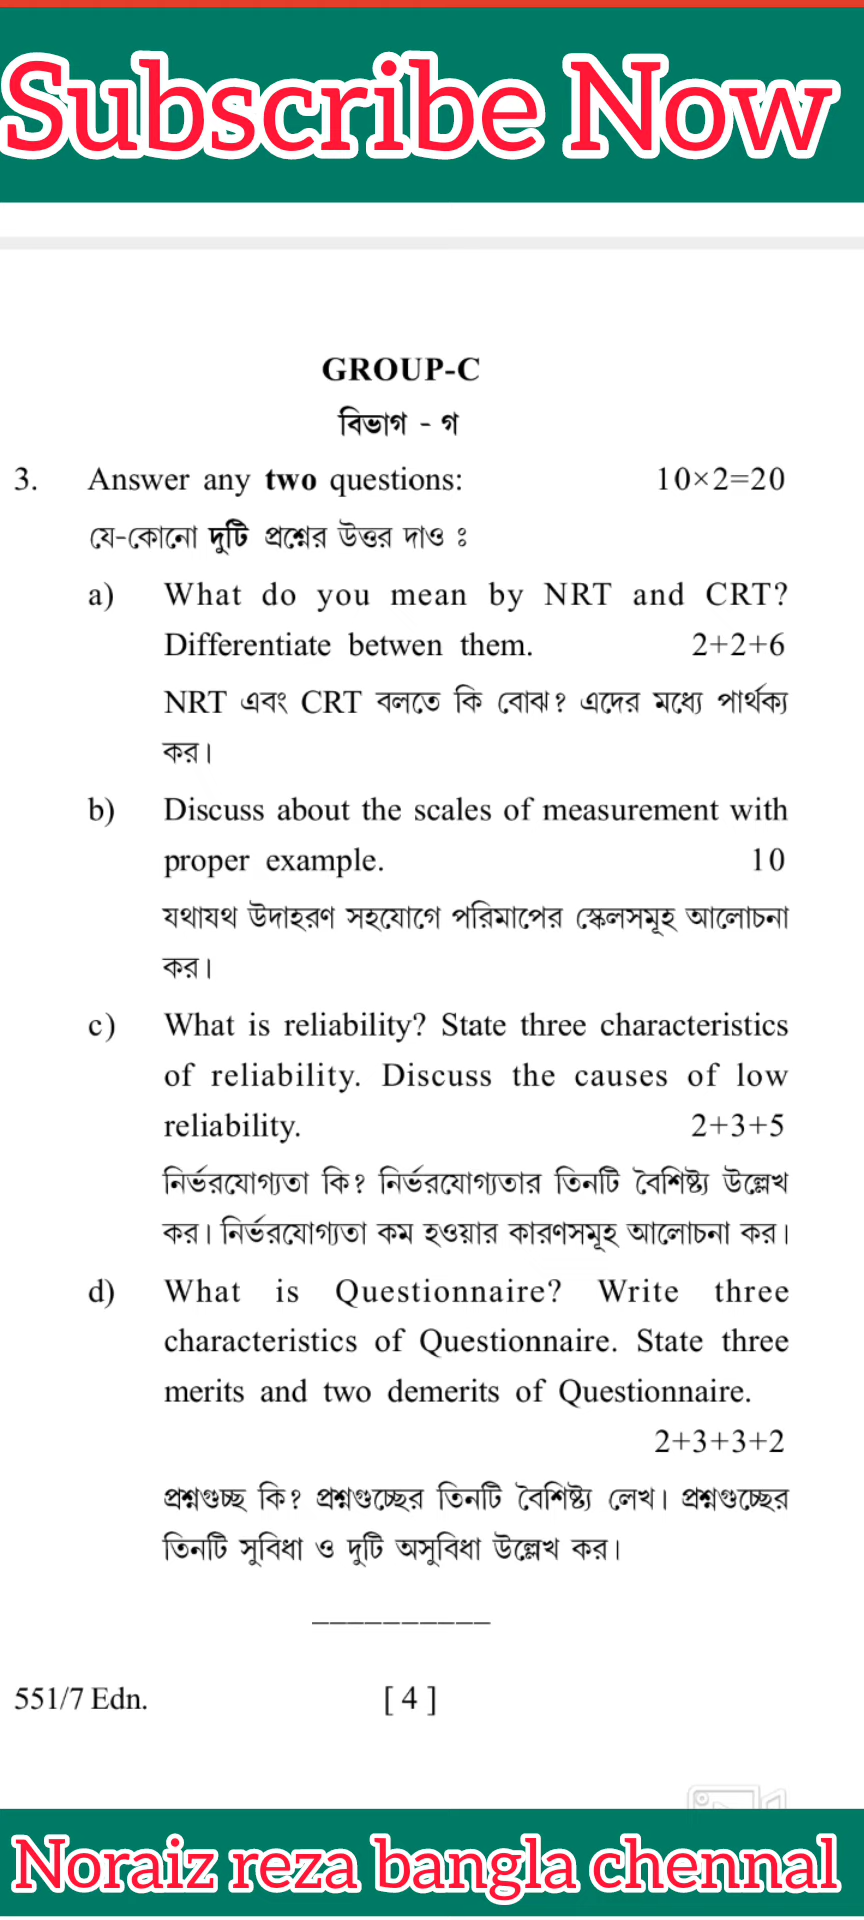 Subscribe Now
GROUP-C
বিভাগ - গ
3. Answer any two questions: 10×2=20
যে-কোনো দুটি প্রশ্নের উত্তর দাও ঃ
a) What do you mean by NRT and CRT?
Differentiate betwen them. 2+2+6
NRT এবং CRT বলতে কি বোঝ? এদের মধ্যে পার্থক্য
কর।
b) Discuss about the scales of measurement with
proper example. 10
যথাযথ উদাহরণ সহযোগে পরিমাপের স্কেলসমূহ আলোচনা
কর।
c) What is reliability? State three characteristics
of reliability. Discuss the causes of low
reliability. 2+3+5
নির্ভরযোগ্যতা কি? নির্ভরযোগ্যতার তিনটি বৈশিষ্ট্য উল্লেখ
কর। নির্ভরযোগ্যতা কম হওয়ার কারণসমূহ আলোচনা কর।
d) What is Questionnaire? Write three
characteristics of Questionnaire. State three
merits and two demerits of Questionnaire.
2+3+3+2
প্রশ্নগুচ্ছ কি? প্রশ্নগুচ্ছের তিনটি বৈশিষ্ট্য লেখ। প্রশ্নগুচ্ছের
তিনটি সুবিধা ও দুটি অসুবিধা উল্লেখ কর।
551/7 Edn. [ 4 ]
Noraiz reza bangla chennal